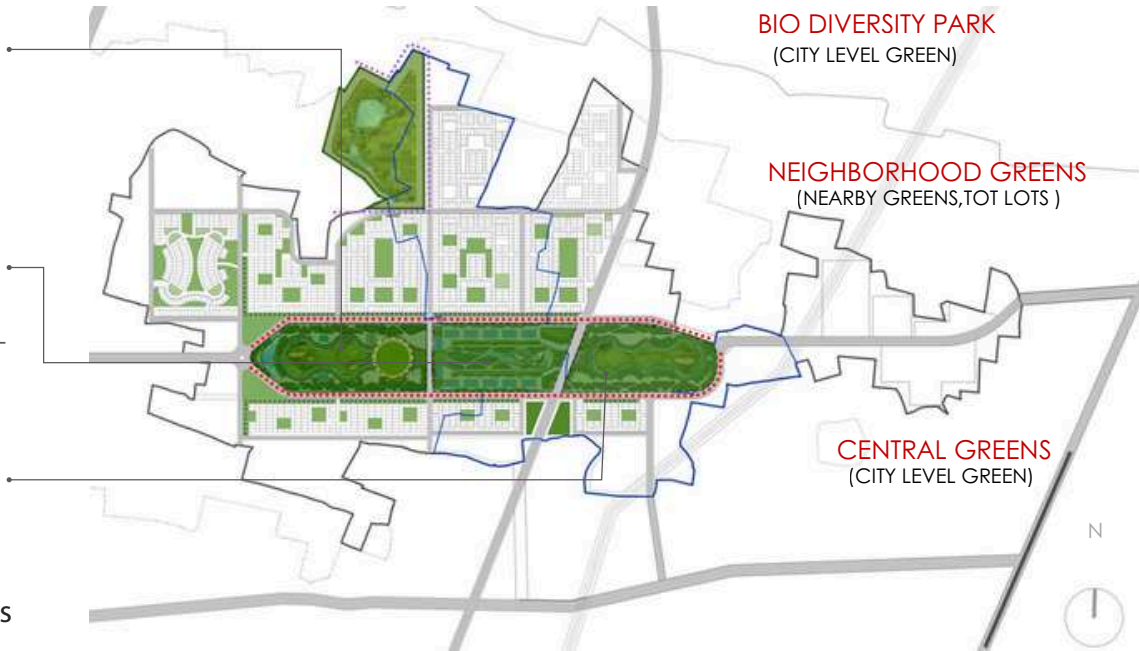 BIO DIVERSITY PARK
(CITY LEVEL GREEN)
NEIGHBORHOOD GREENS
(NEARBY GREENS,TOT LOTS )
CENTRAL GREENS
(CITY LEVEL GREEN)
N
s